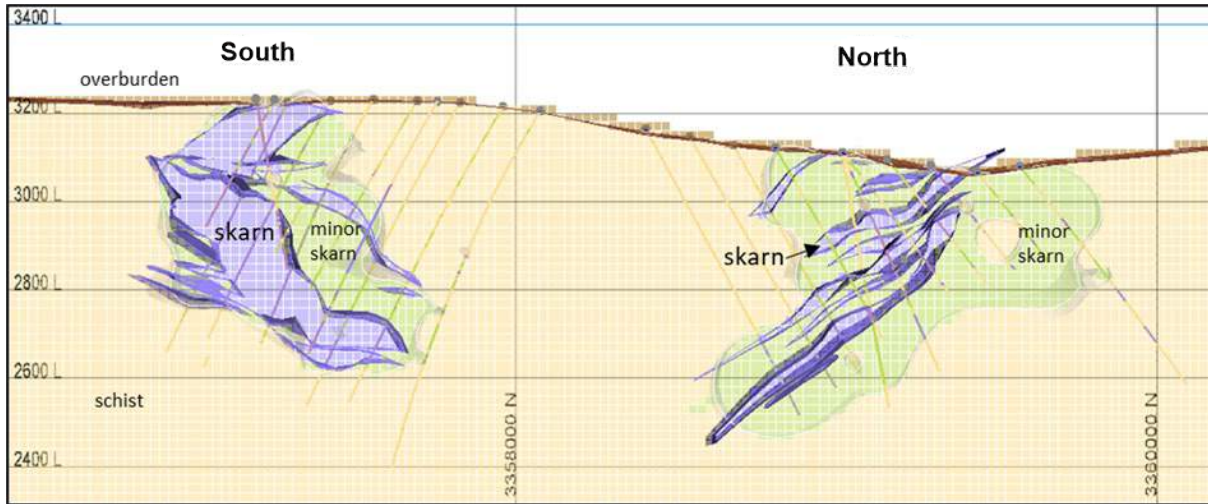 3400 L
South
North
overburden
3200 L
3000 L
skarn
minor
skarn
skarn
minor
skarn
2800 L
2600 L
schist
3358000 N
3360000 N
2400 L